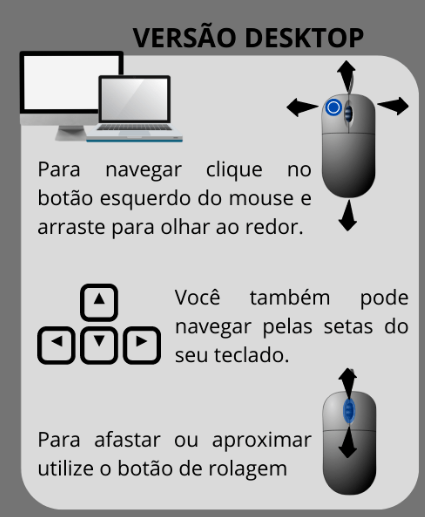 VERSÃO DESKTOP
Para navegar clique no
botão esquerdo do mouse e
arraste para olhar ao redor.
Você também pode
navegar pelas setas do
seu teclado.
Para afastar ou aproximar
utilize o botão de rolagem